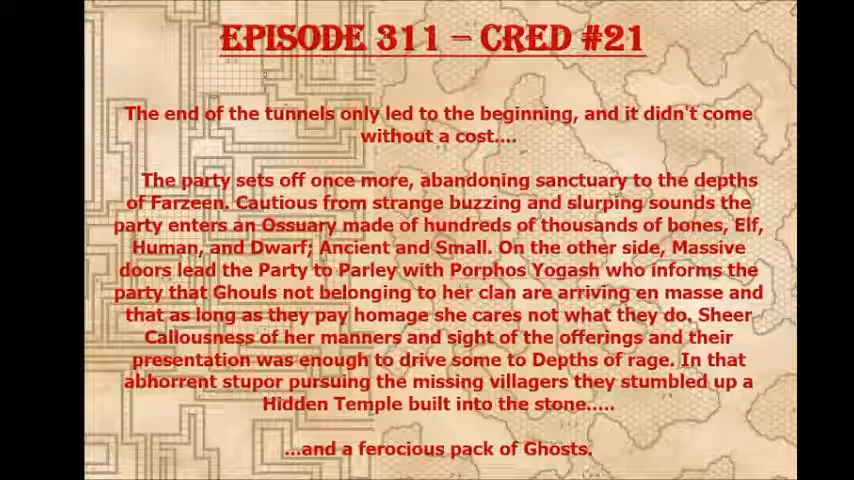 EPISODE 311 – CRED #21
The end of the tunnels only led to the beginning, and it didn't come
without a cost....
The party sets off once more, abandoning sanctuary to the depths
of Farzeen. Cautious from strange buzzing and slurping sounds the
party enters an Ossuary made of hundreds of thousands of bones, Elf,
Human, and Dwarf; Ancient and Small. On the other side, Massive
doors lead the Party to Parley with Porphos Yogash who informs the
party that Ghouls not belonging to her clan are arriving en masse and
that as long as they pay homage she cares not what they do. Sheer
Callousness of her manners and sight of the offerings and their
presentation was enough to drive some to Depths of rage. In that
abhorrent stupor pursuing the missing villagers they stumbled up a
Hidden Temple built into the stone.....
...and a ferocious pack of Ghosts.